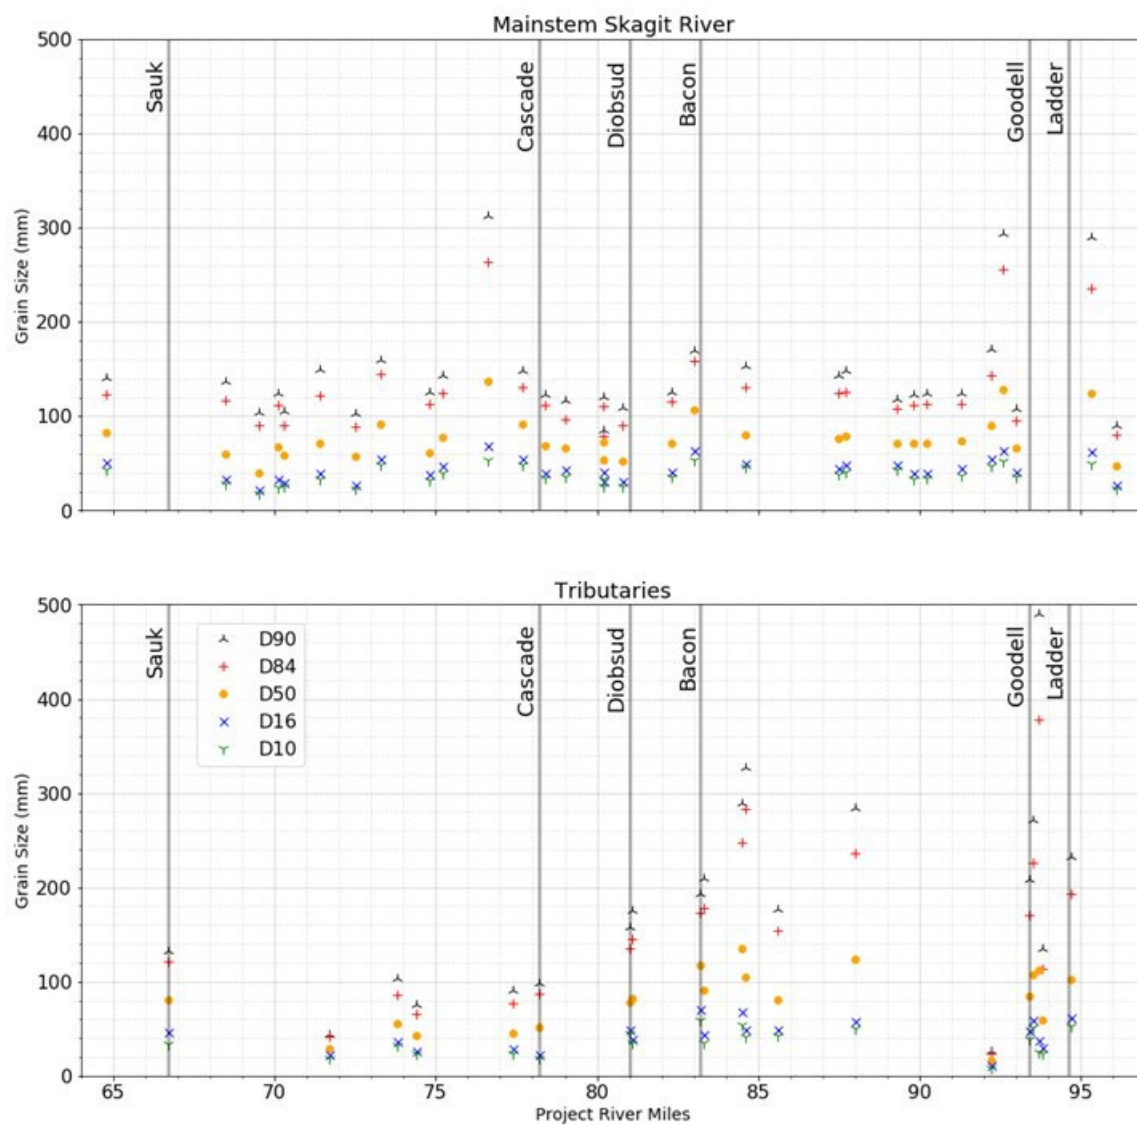 Mainstem Skagit River
500
400
300
200
100
0
Grain Size (mm)
Sauk
Cascade
Diobsud
Bacon
Goodell
Ladder
Tributaries
500
400
300
200
100
0
Grain Size (mm)
Sauk
Cascade
Diobsud
Bacon
Goodell
Ladder
D90
D84
D50
D16
D10
65 70 75 80 85 90 95
Project River Miles